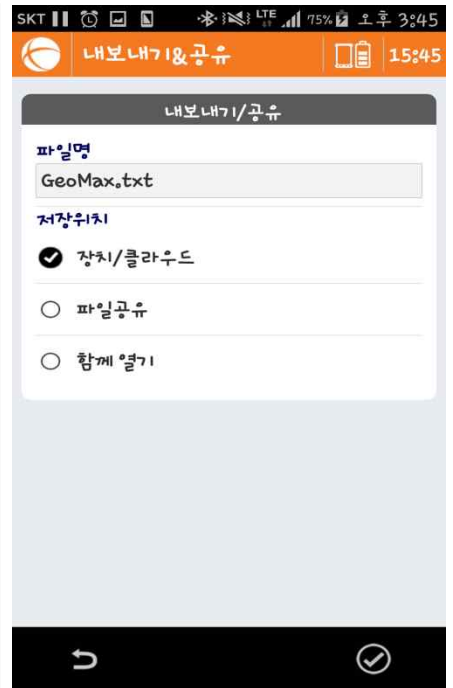 SKT LTE 75% 오후 3:45
내보내기&공유 15:45
내보내기/공유
파일명
GeoMax.txt
저장위치
장치/클라우드
파일공유
함께 열기